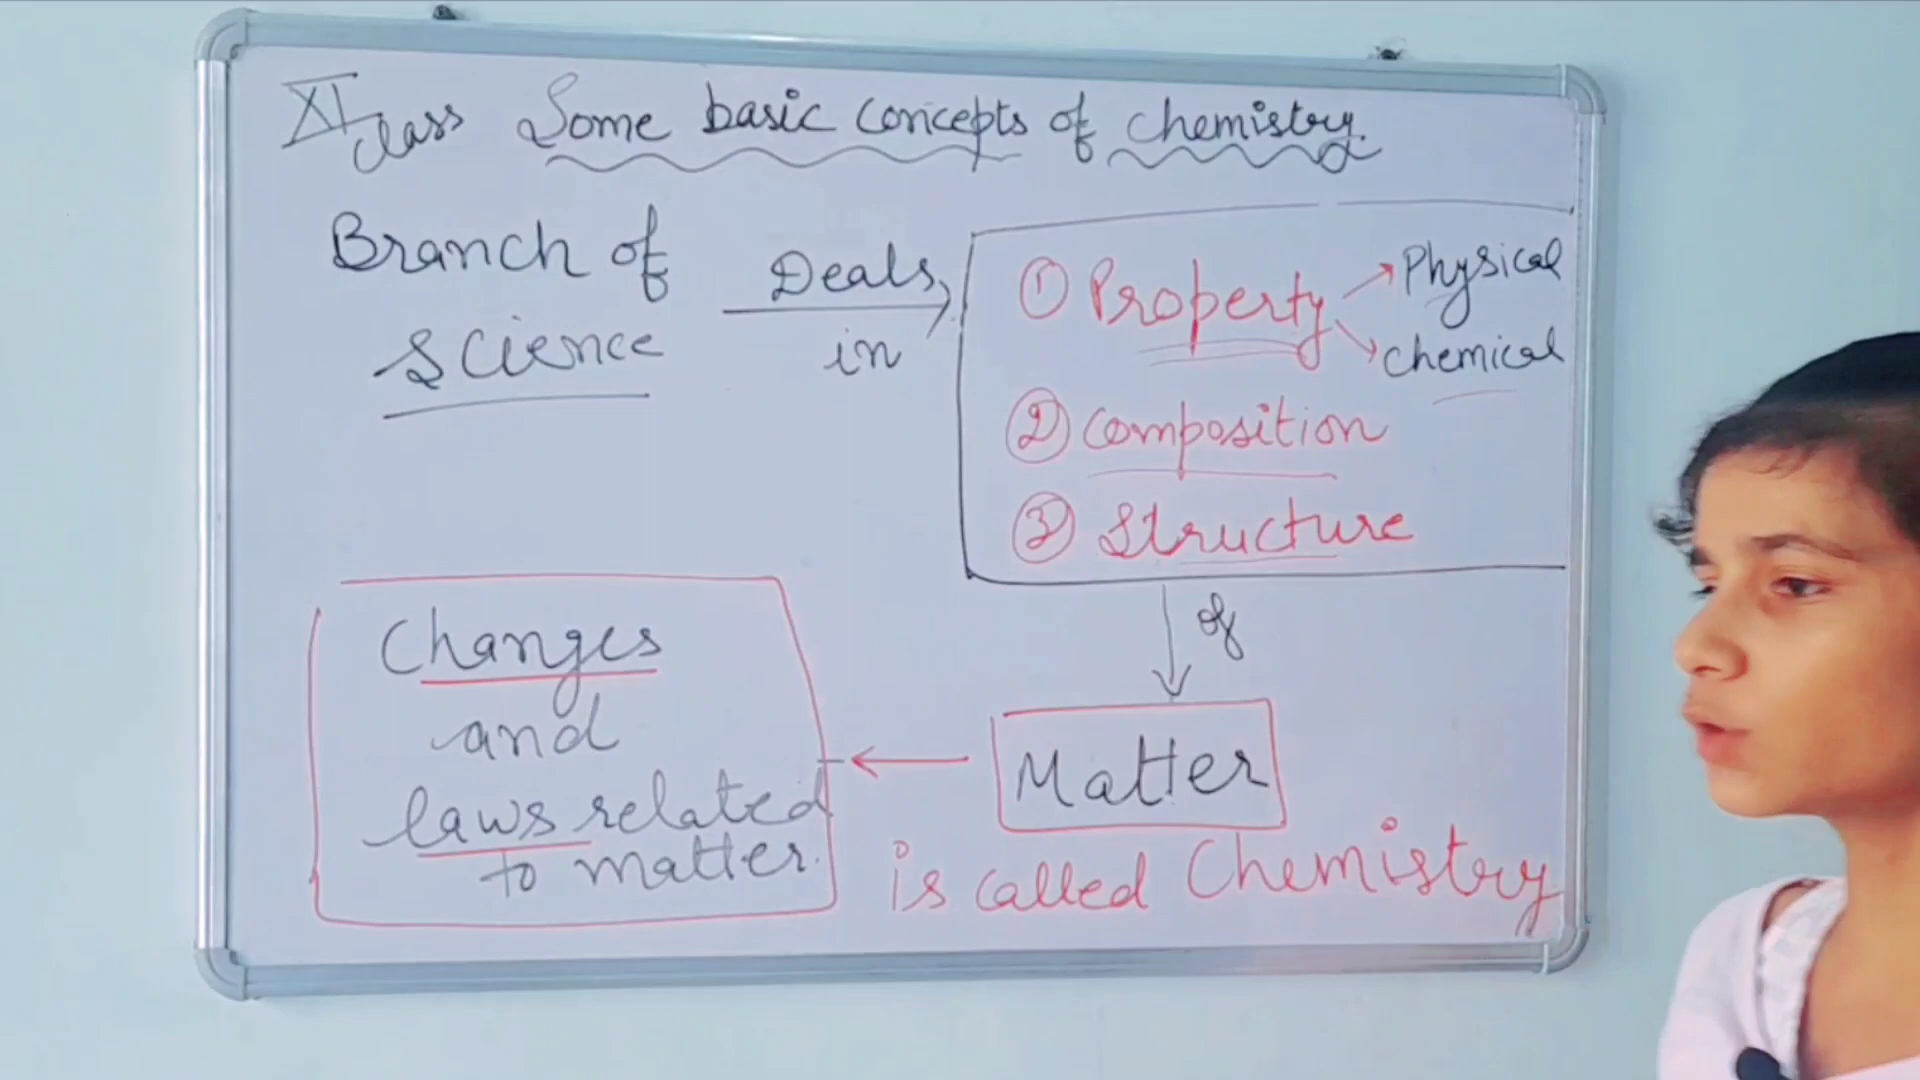 XI class Some basic concepts of chemistry
Branch of
science
Deals
in
① Property
Physical
chemical
② composition
③ structure
of
Matter
Changes
and
laws related
to matter.
is called Chemistry